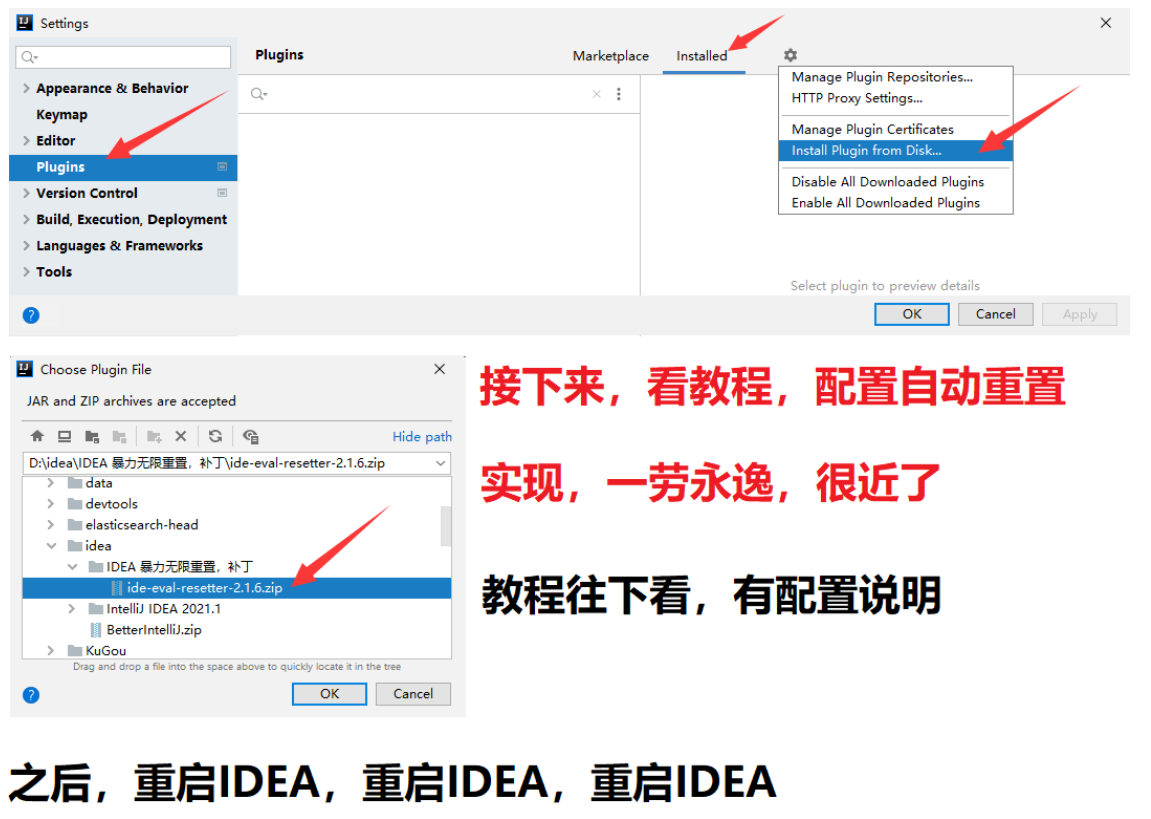 Settings
Plugins
Marketplace
Installed
Appearance & Behavior
Keymap
Editor
Plugins
Version Control
Build, Execution, Deployment
Languages & Frameworks
Tools
Manage Plugin Repositories...
HTTP Proxy Settings...
Manage Plugin Certificates
Install Plugin from Disk...
Disable All Downloaded Plugins
Enable All Downloaded Plugins
Select plugin to preview details
?
OK
Cancel
Apply
Choose Plugin File
JAR and ZIP archives are accepted
Hide path
D:\idea\IDEA 暴力无限重置，补丁\ide-eval-resetter-2.1.6.zip
data
devtools
elasticsearch-head
idea
IDEA 暴力无限重置，补丁
ide-eval-resetter-2.1.6.zip
IntelliJ IDEA 2021.1
BetterIntelliJ.zip
KuGou
Drag and drop a file into the space above to quickly locate it in the tree
?
OK
Cancel
接下来，看教程，配置自动重置
实现，一劳永逸，很近了
教程往下看，有配置说明
之后，重启IDEA，重启IDEA，重启IDEA